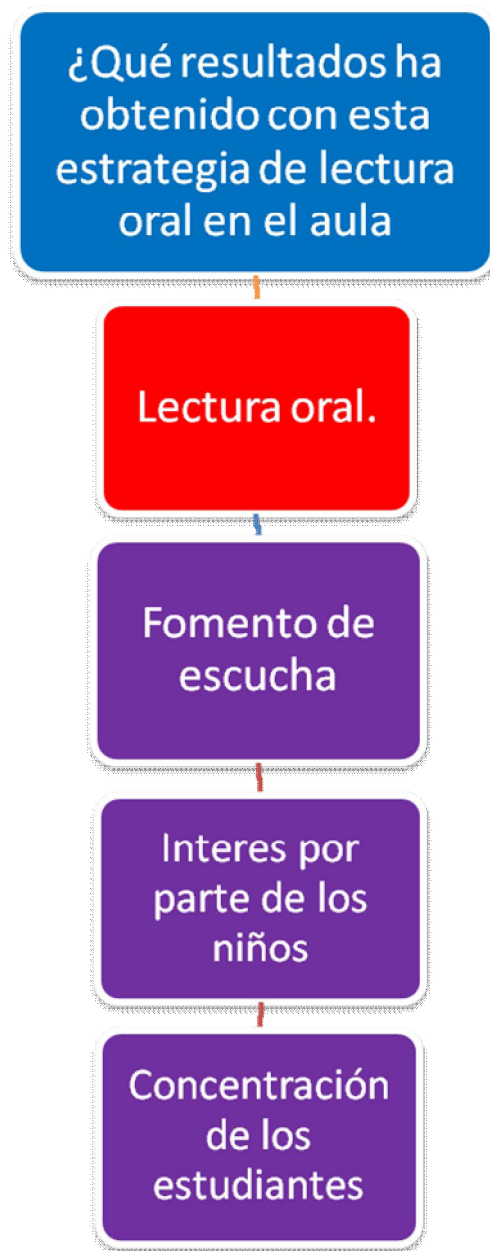 ¿Qué resultados ha
obtenido con esta
estrategia de lectura
oral en el aula
Lectura oral.
Fomento de
escucha
Interes por
parte de los
niños
Concentración
de los
estudiantes